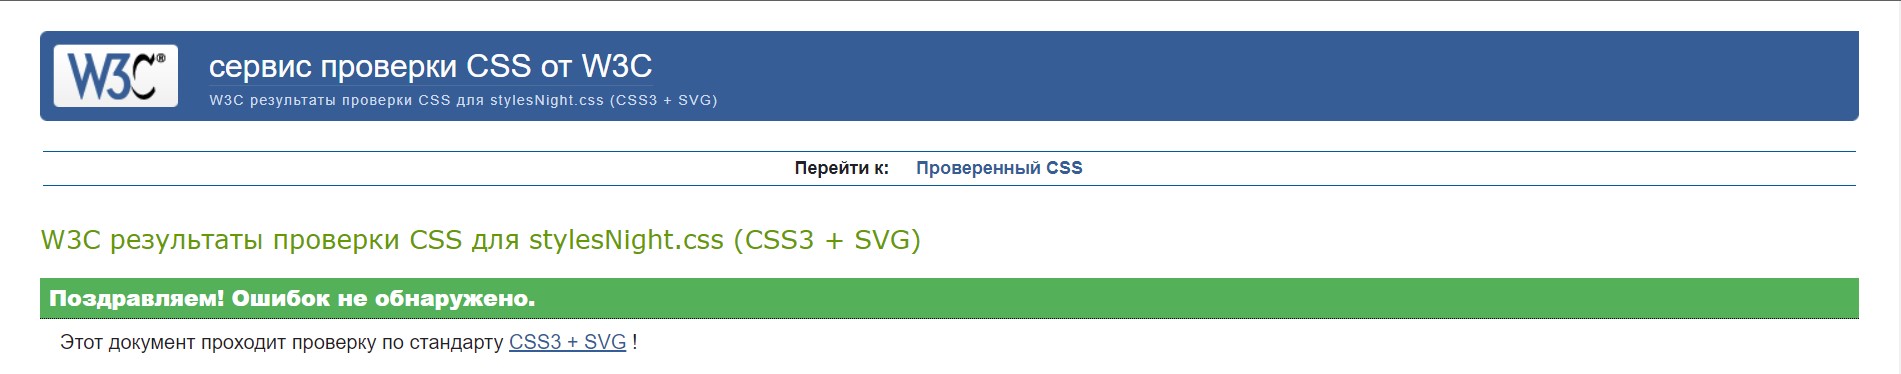 W3C®
сервис проверки CSS от W3C
W3C результаты проверки CSS для stylesNight.css (CSS3 + SVG)
Перейти к: Проверенный CSS
W3C результаты проверки CSS для stylesNight.css (CSS3 + SVG)
Поздравляем! Ошибок не обнаружено.
Этот документ проходит проверку по стандарту CSS3 + SVG !